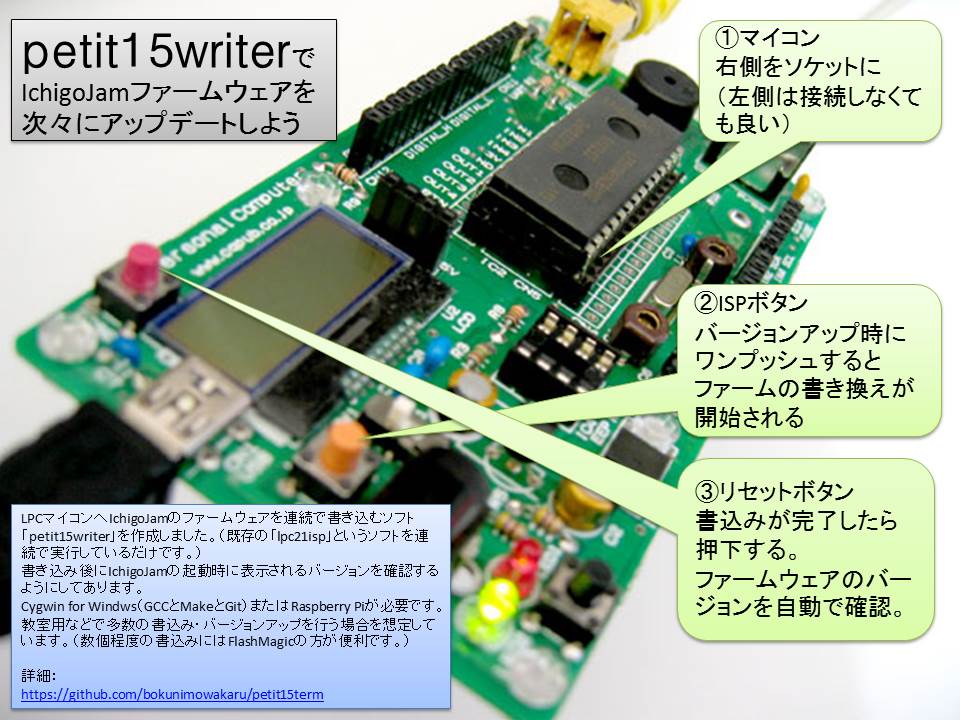 petit15writerで
IchigoJamファームウェアを
次々にアップデートしよう
①マイコン
右側をソケットに
（左側は接続しなくて
も良い）
②ISPボタン
バージョンアップ時に
ワンプッシュすると
ファームの書き換えが
開始される
③リセットボタン
書込みが完了したら
押下する。
ファームウェアのバー
ジョンを自動で確認。
LPCマイコンへIchigoJamのファームウェアを連続で書き込むソフト
「petit15writer」を作成しました。（既存の「lpc21isp」というソフトを連
続で実行しているだけです。）
書き込み後にIchigoJamの起動時に表示されるバージョンを確認する
ようにしてあります。
Cygwin for Windws（GCCとMakeとGit）またはRaspberry Piが必要です。
教室用などで多数の書込み・バージョンアップを行う場合を想定して
います。（数個程度の書込みにはFlashMagicの方が便利です。）
詳細：
https://github.com/bokunimowakaru/petit15term
ersonal Computer
www.ccpub.co.jp
DIGITAL_H DIGITAL_L
IC2 CN5